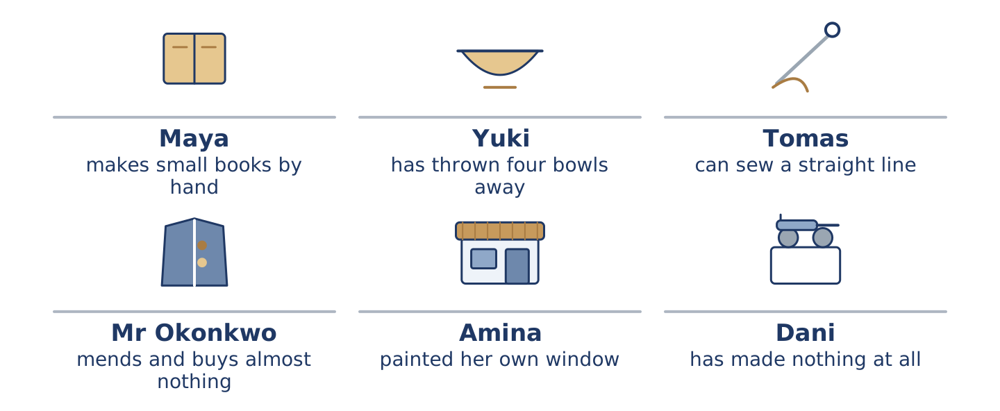 Maya
makes small books by
hand
Yuki
has thrown four bowls
away
Tomas
can sew a straight line
Mr Okonkwo
mends and buys almost
nothing
Amina
painted her own window
Dani
has made nothing at all